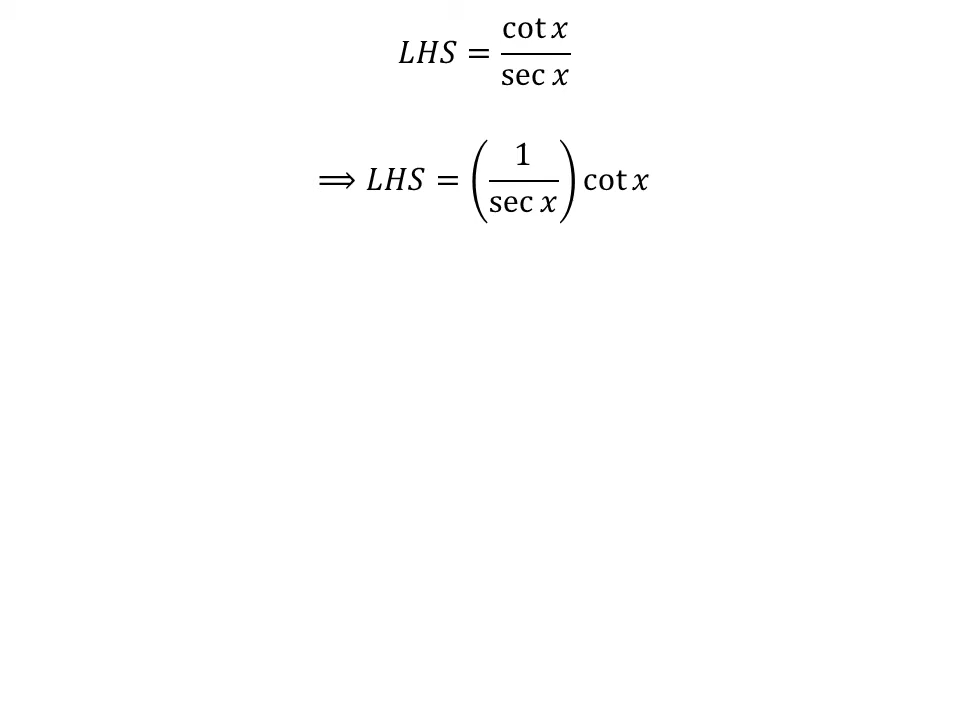 LHS = cot x / sec x
⟹ LHS = (1 / sec x) cot x